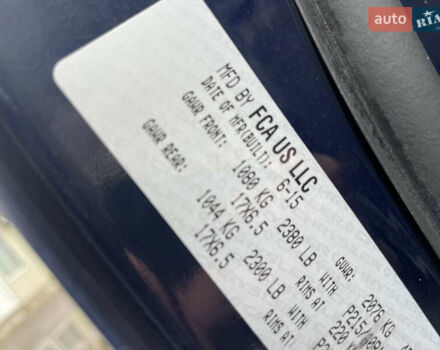 auto RIA
MFD BY FCA US LLC
DATE OF MFR(BUILT): 6-15 GVWR: 2076 KG
GAWR FRONT: 1080 KG 2380 LB WITH
17X6.5 RIMS AT 220
GAWR REAR: 1044 KG 2300 LB WITH
17X6.5 RIMS AT